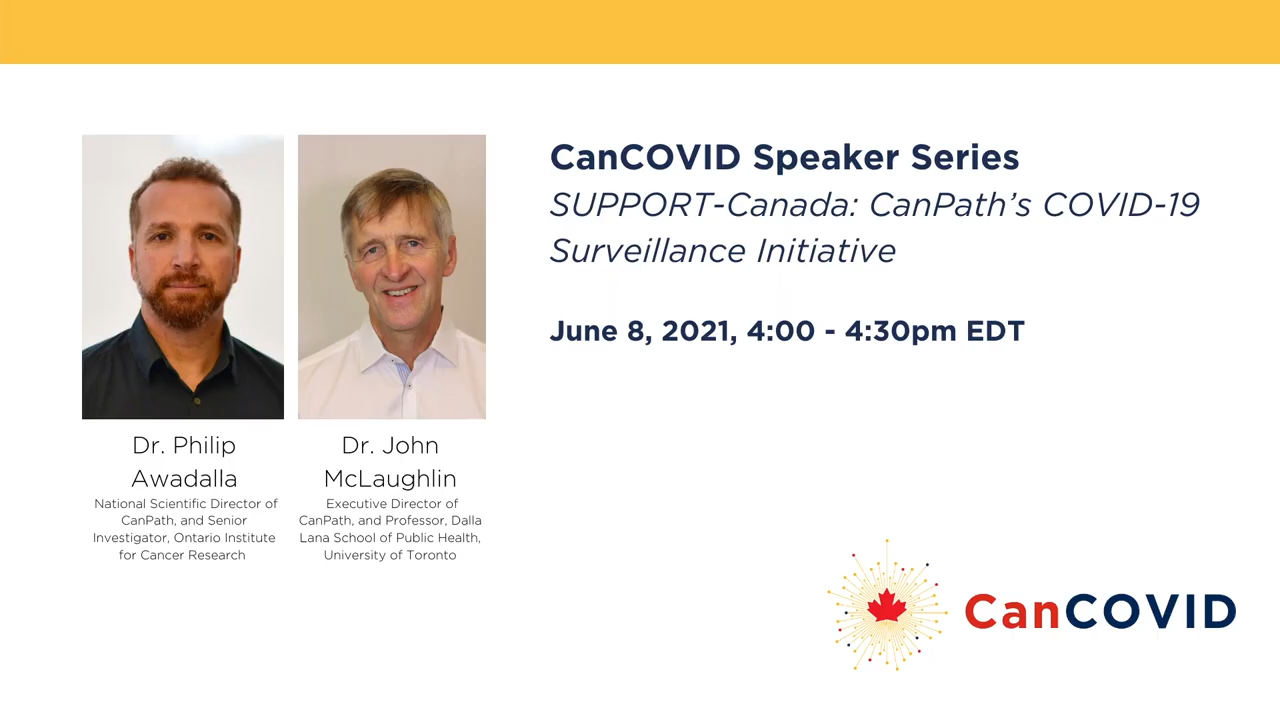 CanCOVID Speaker Series
SUPPORT-Canada: CanPath's COVID-19
Surveillance Initiative
June 8, 2021, 4:00 - 4:30pm EDT
Dr. Philip
Awadalla
National Scientific Director of
CanPath, and Senior
Investigator, Ontario Institute
for Cancer Research
Dr. John
McLaughlin
Executive Director of
CanPath, and Professor, Dalla
Lana School of Public Health,
University of Toronto
CanCOVID